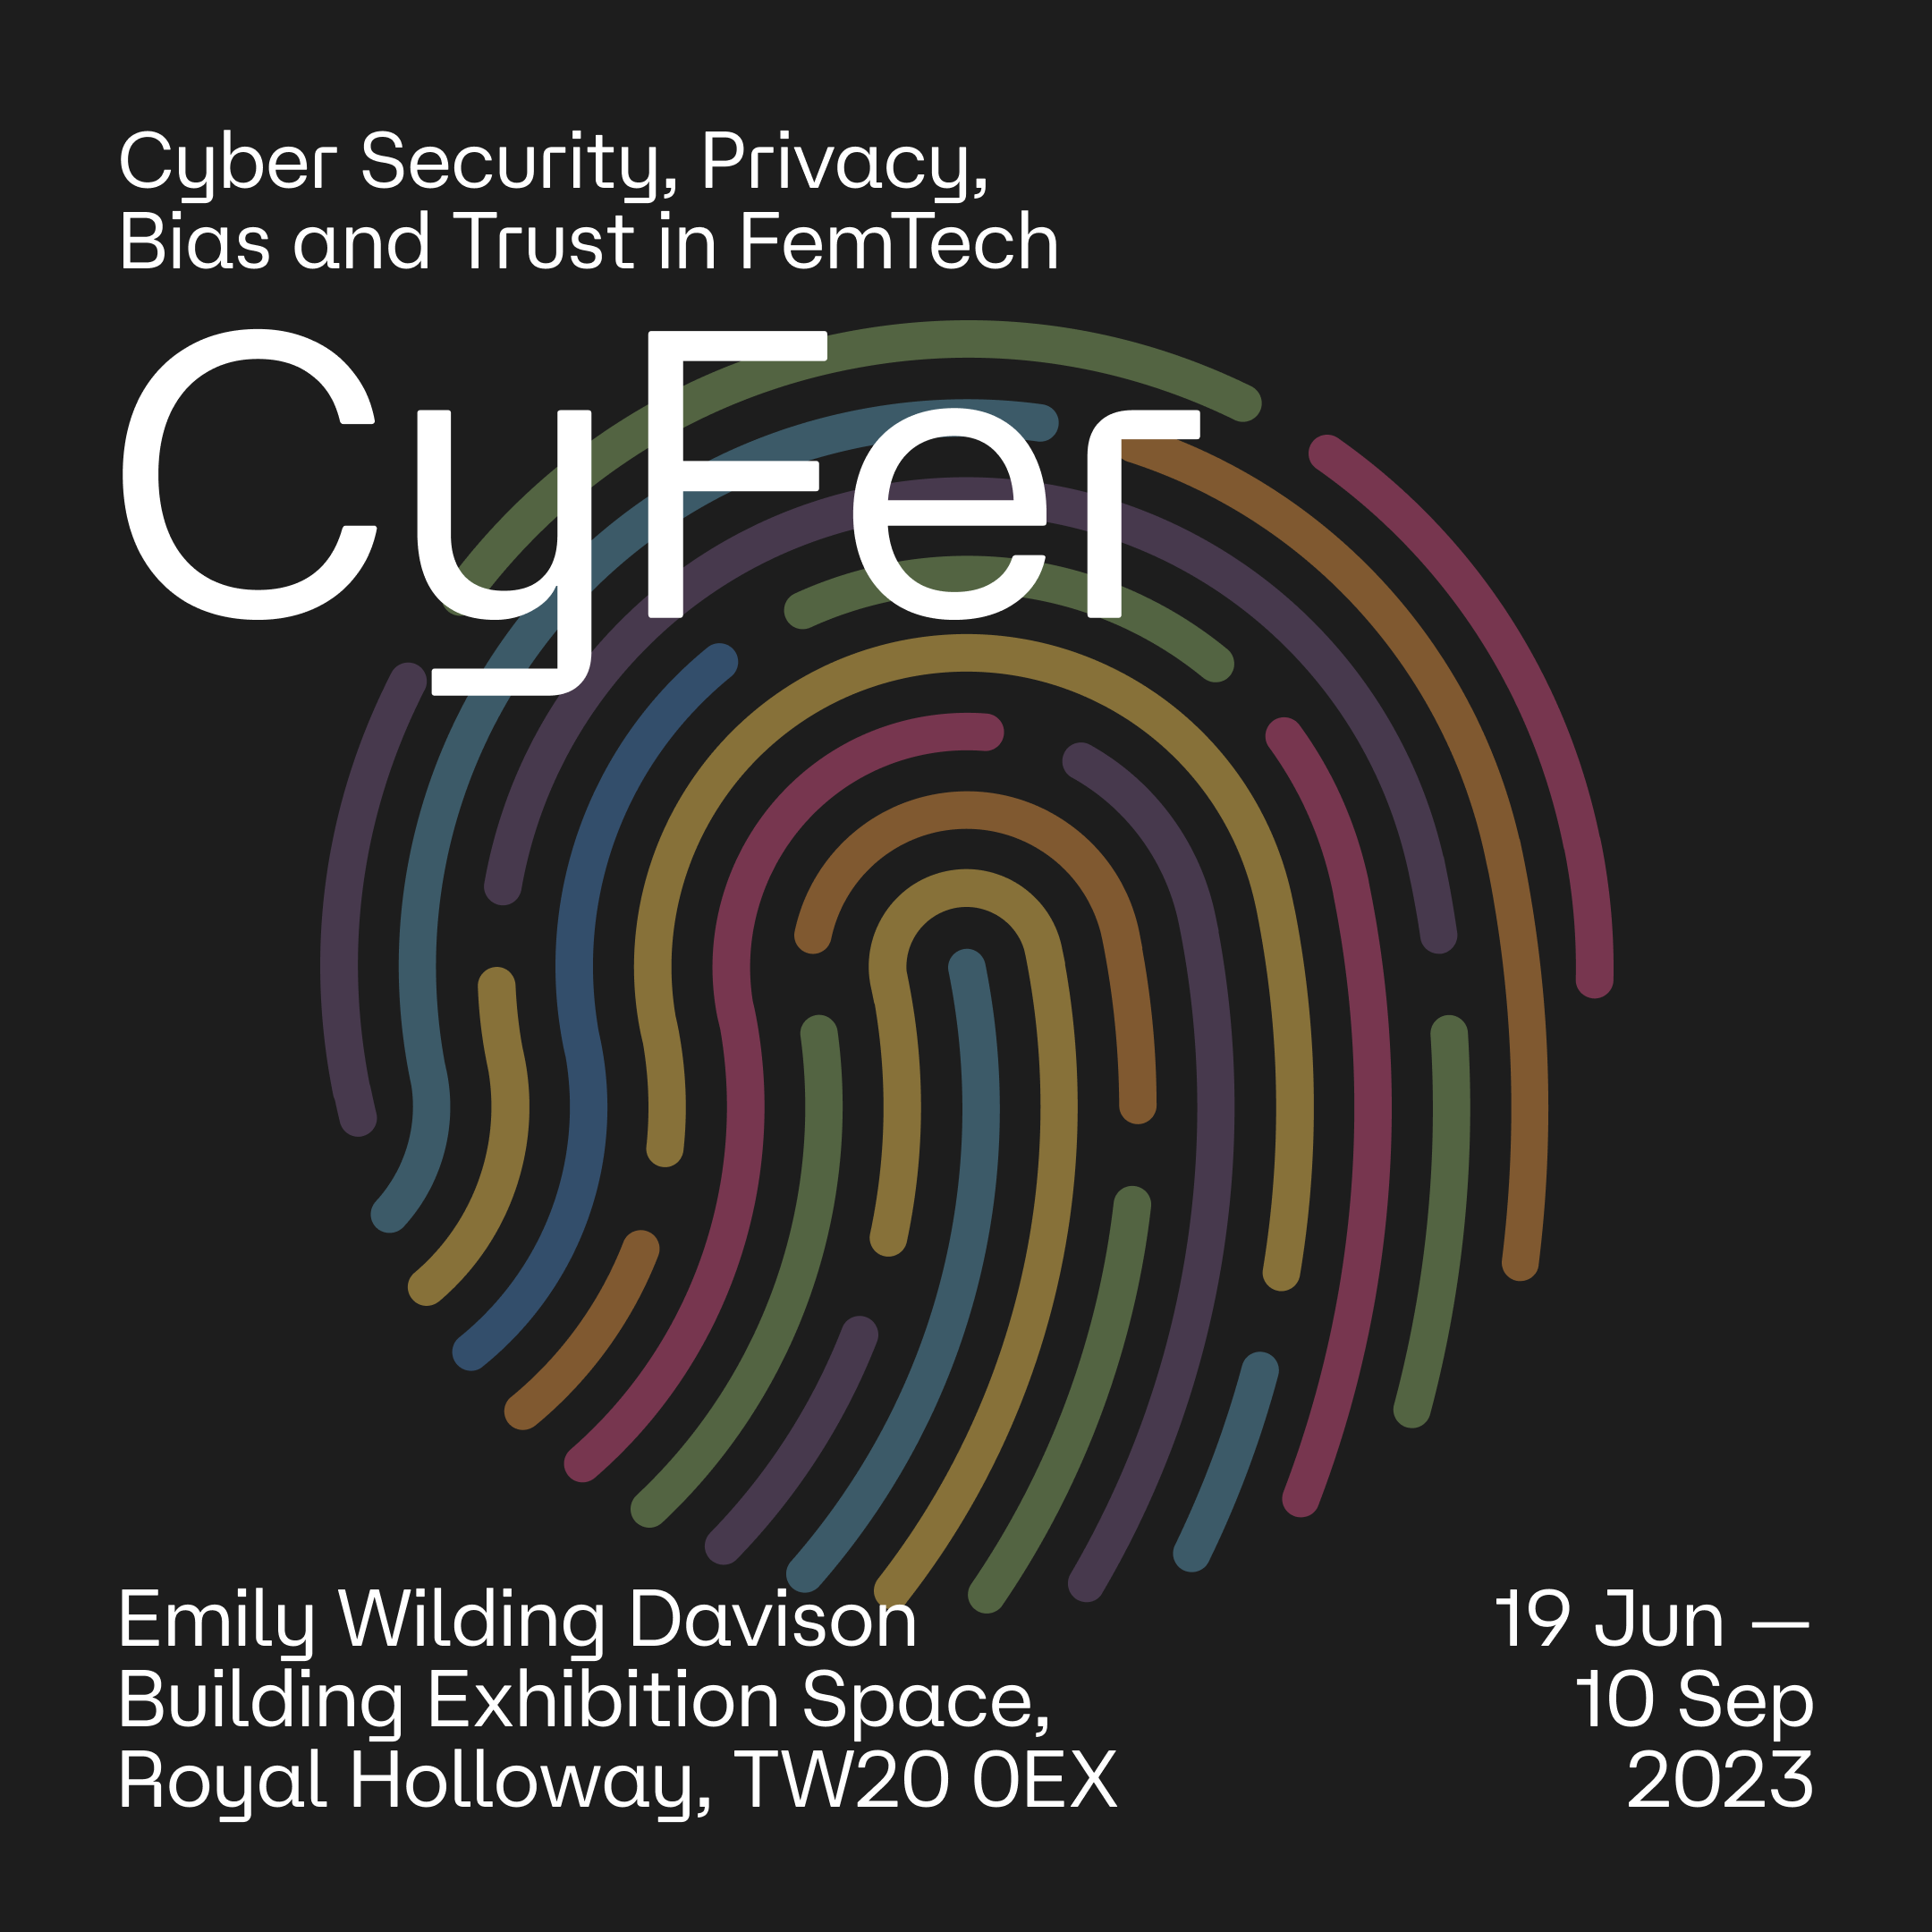 Cyber Security, Privacy,
Bias and Trust in FemTech
CyFer
Emily Wilding Davison
Building Exhibition Space,
Royal Holloway, TW20 0EX
19 Jun —
10 Sep
2023